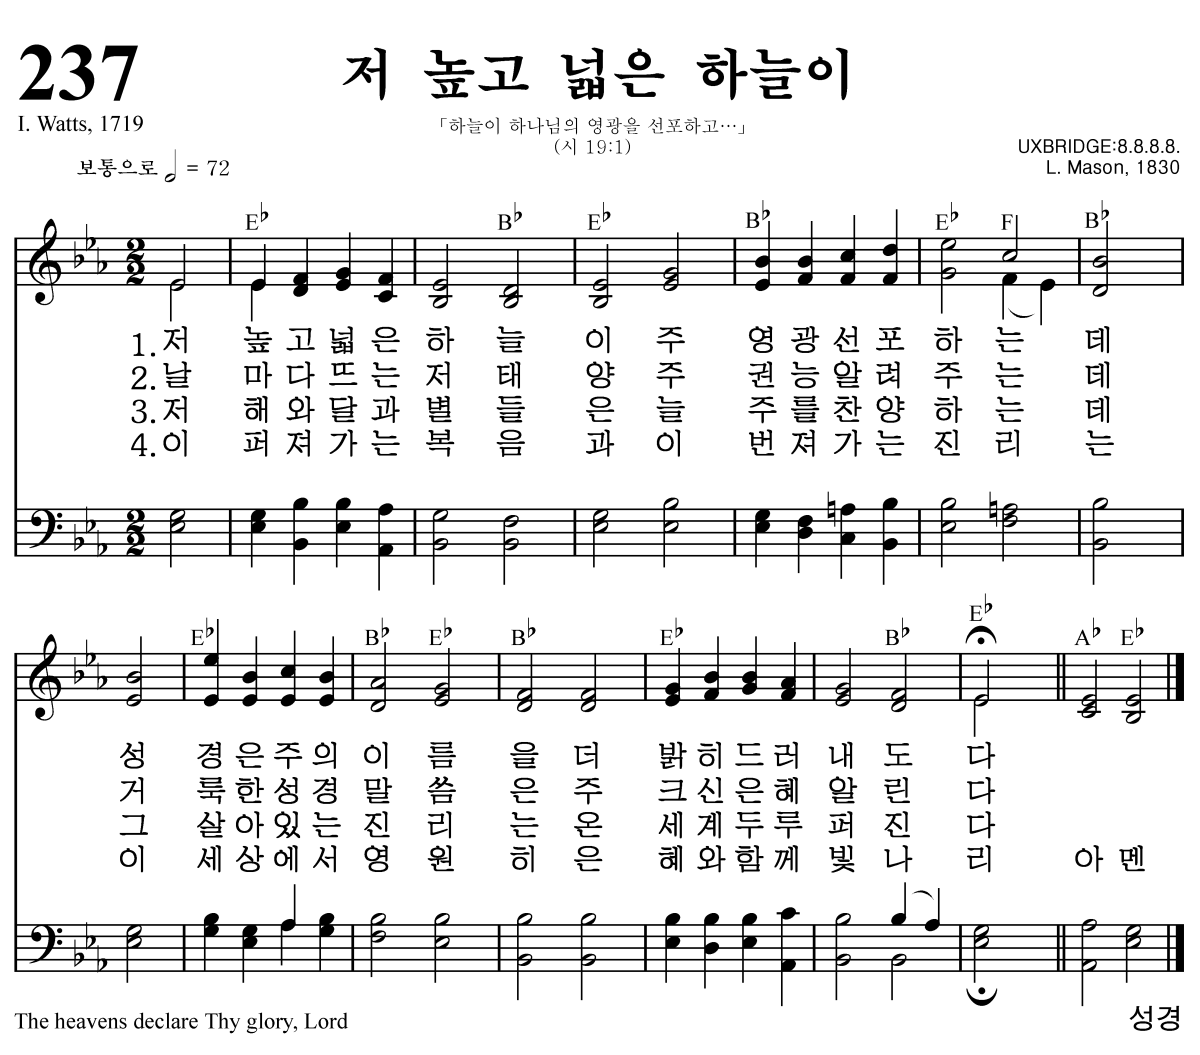 237
저 높고 넓은 하늘이
I. Watts, 1719
「하늘이 하나님의 영광을 선포하고…」
(시 19:1)
UXBRIDGE:8.8.8.8.
L. Mason, 1830
보통으로 = 72
E♭ B♭ E♭ B♭ E♭ F B♭
1. 저 높 고 넓 은 하 늘 이 주 영 광 선 포 하 는 데
2. 날 마 다 뜨 는 저 태 양 주 권 능 알 려 주 는 데
3. 저 해 와 달 과 별 들 은 늘 주 를 찬 양 하 는 데
4. 이 퍼 져 가 는 복 음 과 이 번 져 가 는 진 리 는
E♭ B♭ E♭ B♭ E♭ B♭ E♭ A♭ E♭
성 경 은 주 의 이 름 을 더 밝 히 드 러 내 도 다
거 룩 한 성 경 말 씀 은 주 크 신 은 혜 알 린 다
그 살 아 있 는 진 리 는 온 세 계 두 루 퍼 진 다
이 세 상 에 서 영 원 히 은 혜 와 함 께 빛 나 리 아 멘
The heavens declare Thy glory, Lord
성경